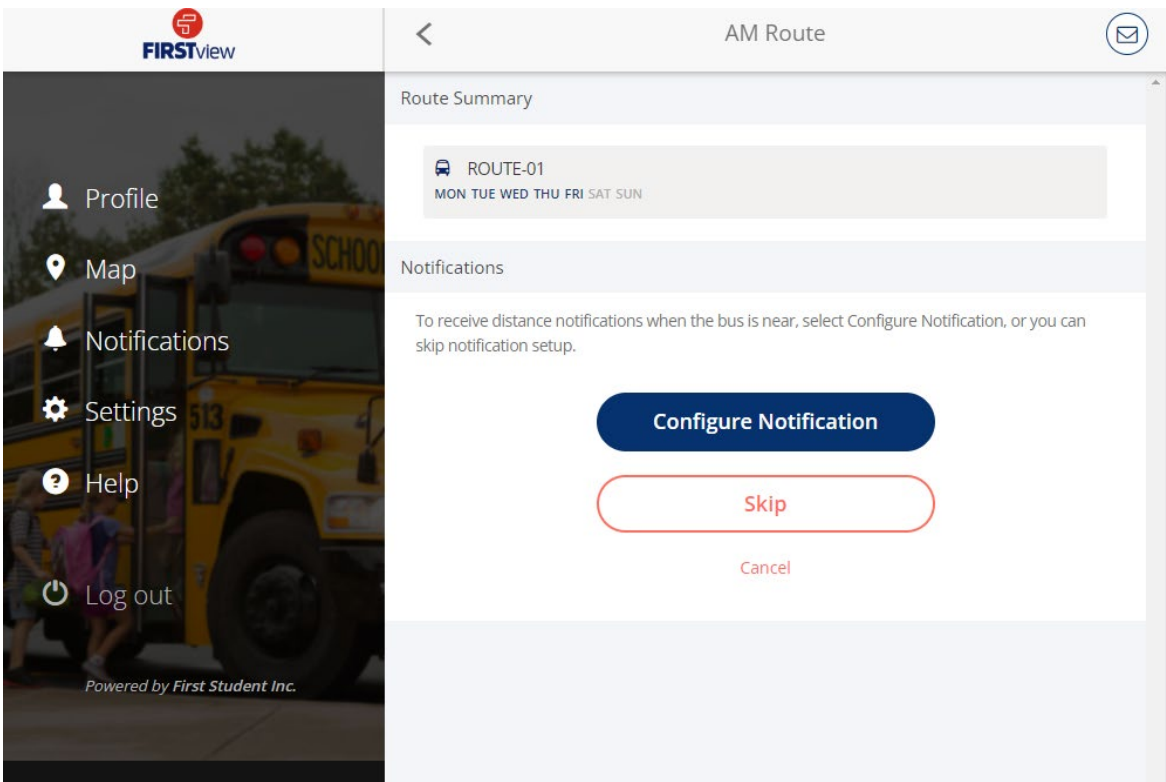 FIRSTview
Profile
Map
Notifications
Settings
Help
Log out
Powered by First Student Inc.
SCHOO
513
AM Route
Route Summary
ROUTE-01
MON TUE WED THU FRI SAT SUN
Notifications
To receive distance notifications when the bus is near, select Configure Notification, or you can
skip notification setup.
Configure Notification
Skip
Cancel